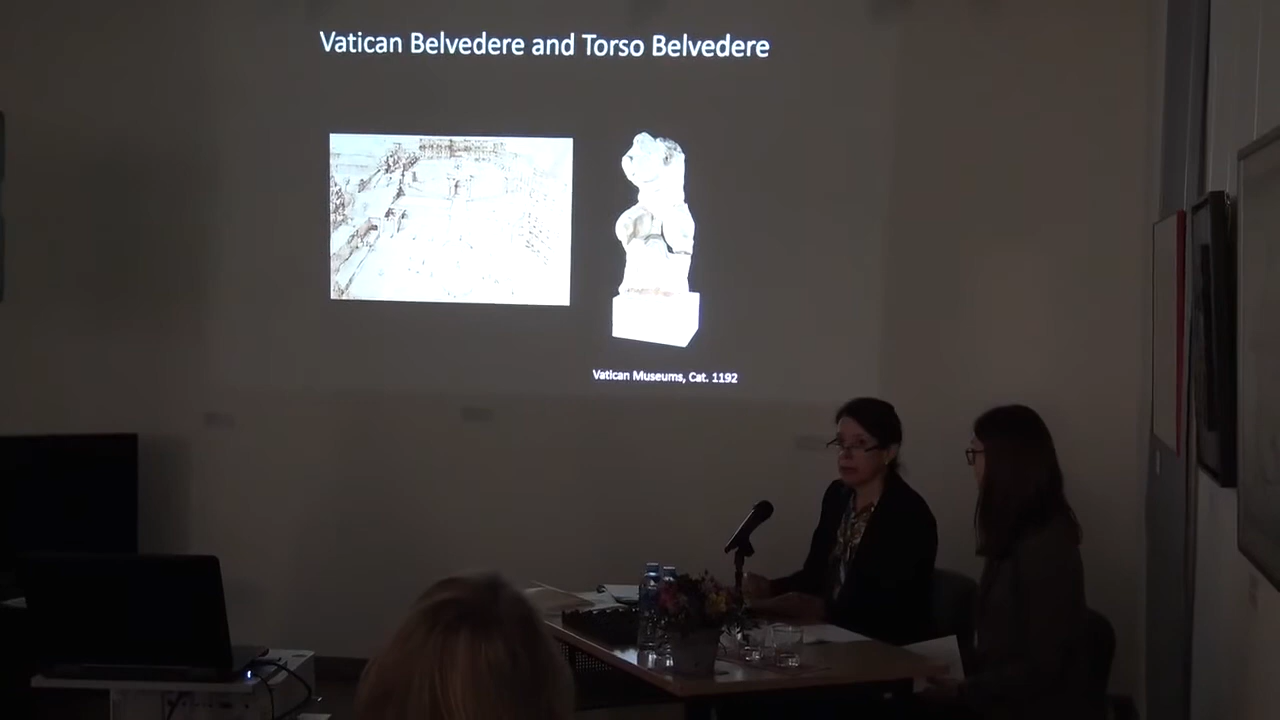 Vatican Belvedere and Torso Belvedere
Vatican Museums, Cat. 1192